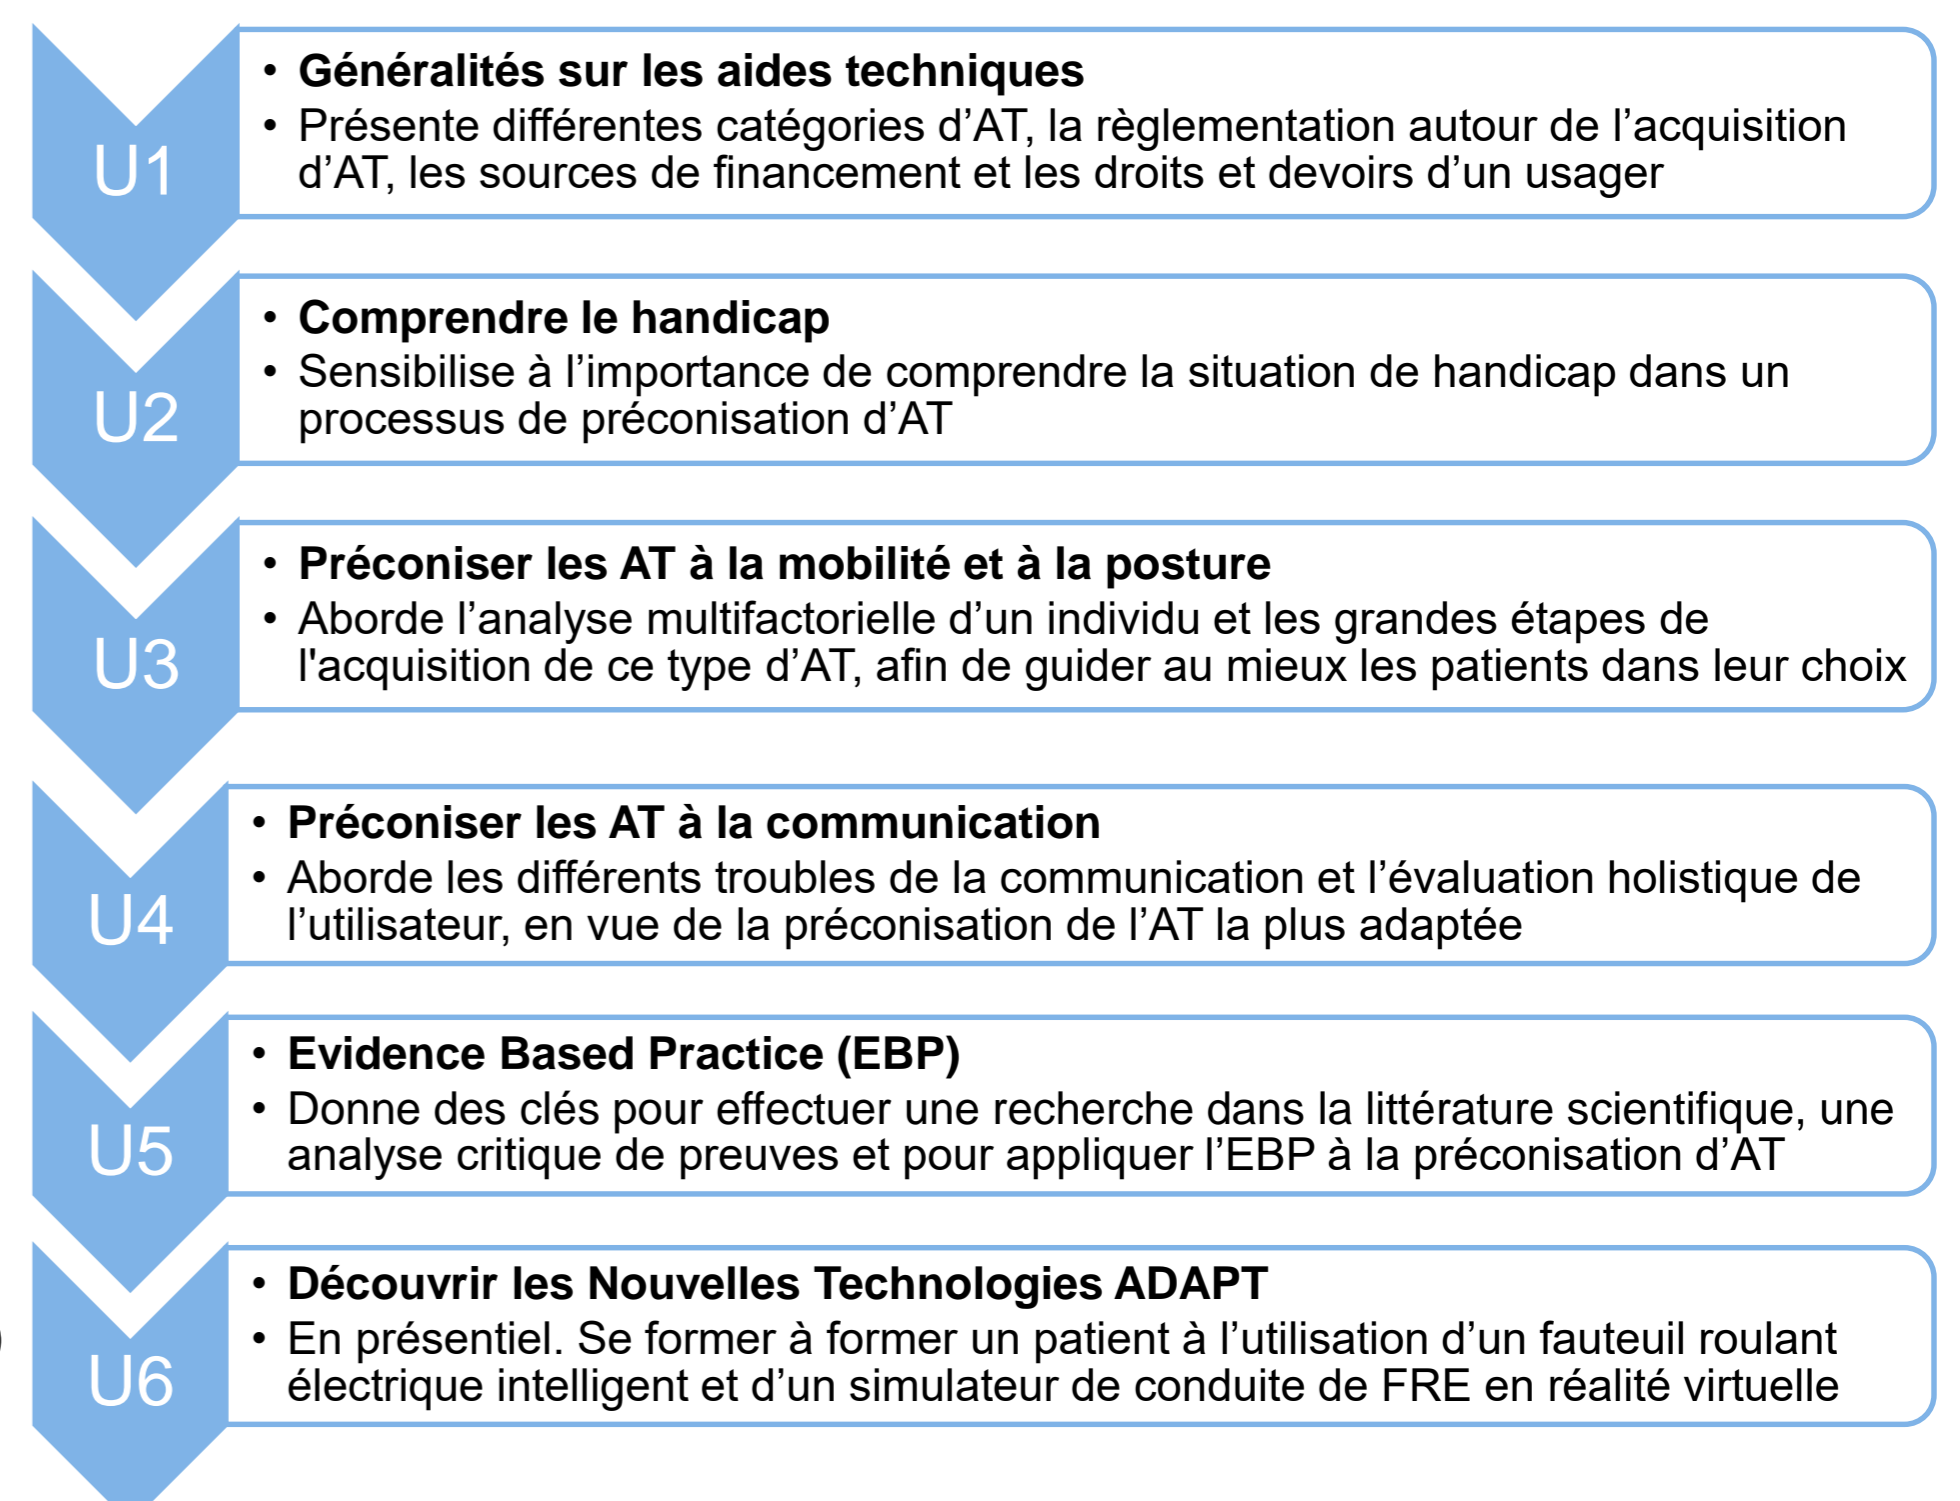 U1
• Généralités sur les aides techniques
• Présente différentes catégories d’AT, la règlementation autour de l’acquisition
d’AT, les sources de financement et les droits et devoirs d’un usager
U2
• Comprendre le handicap
• Sensibilise à l’importance de comprendre la situation de handicap dans un
processus de préconisation d’AT
U3
• Préconiser les AT à la mobilité et à la posture
• Aborde l’analyse multifactorielle d’un individu et les grandes étapes de
l'acquisition de ce type d’AT, afin de guider au mieux les patients dans leur choix
U4
• Préconiser les AT à la communication
• Aborde les différents troubles de la communication et l’évaluation holistique de
l’utilisateur, en vue de la préconisation de l’AT la plus adaptée
U5
• Evidence Based Practice (EBP)
• Donne des clés pour effectuer une recherche dans la littérature scientifique, une
analyse critique de preuves et pour appliquer l’EBP à la préconisation d’AT
U6
• Découvrir les Nouvelles Technologies ADAPT
• En présentiel. Se former à former un patient à l’utilisation d’un fauteuil roulant
électrique intelligent et d’un simulateur de conduite de FRE en réalité virtuelle